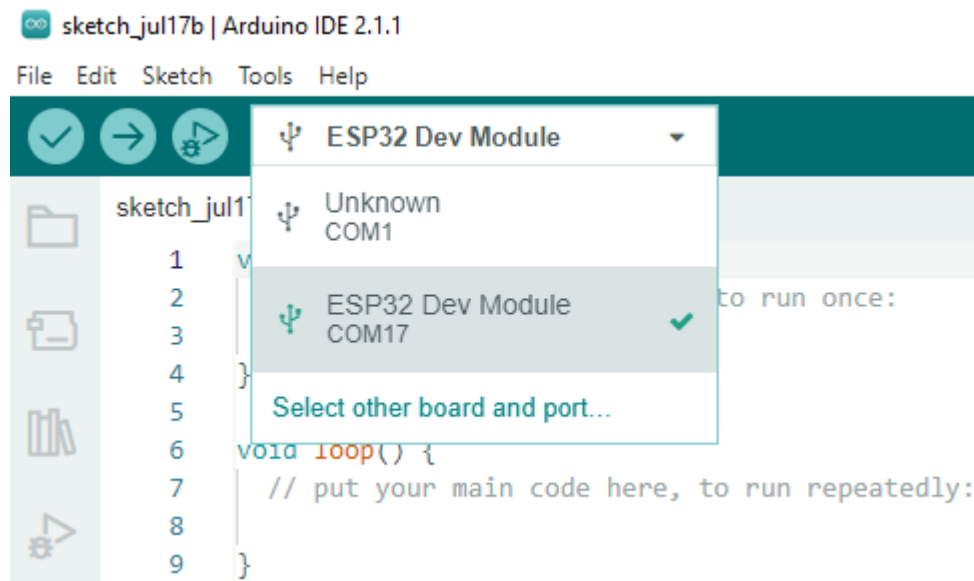 sketch_jul17b | Arduino IDE 2.1.1
File Edit Sketch Tools Help
ESP32 Dev Module
sketch_jul1
Unknown
COM1
ESP32 Dev Module
COM17
Select other board and port...
1 v
2 to run once:
3
4 }
5
6 void loop() {
7 // put your main code here, to run repeatedly:
8
9 }